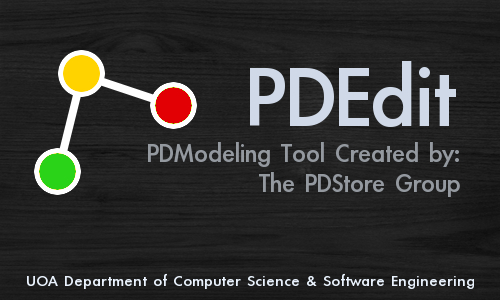 PDEdit
PDModeling Tool Created by:
The PDStore Group
UOA Department of Computer Science & Software Engineering